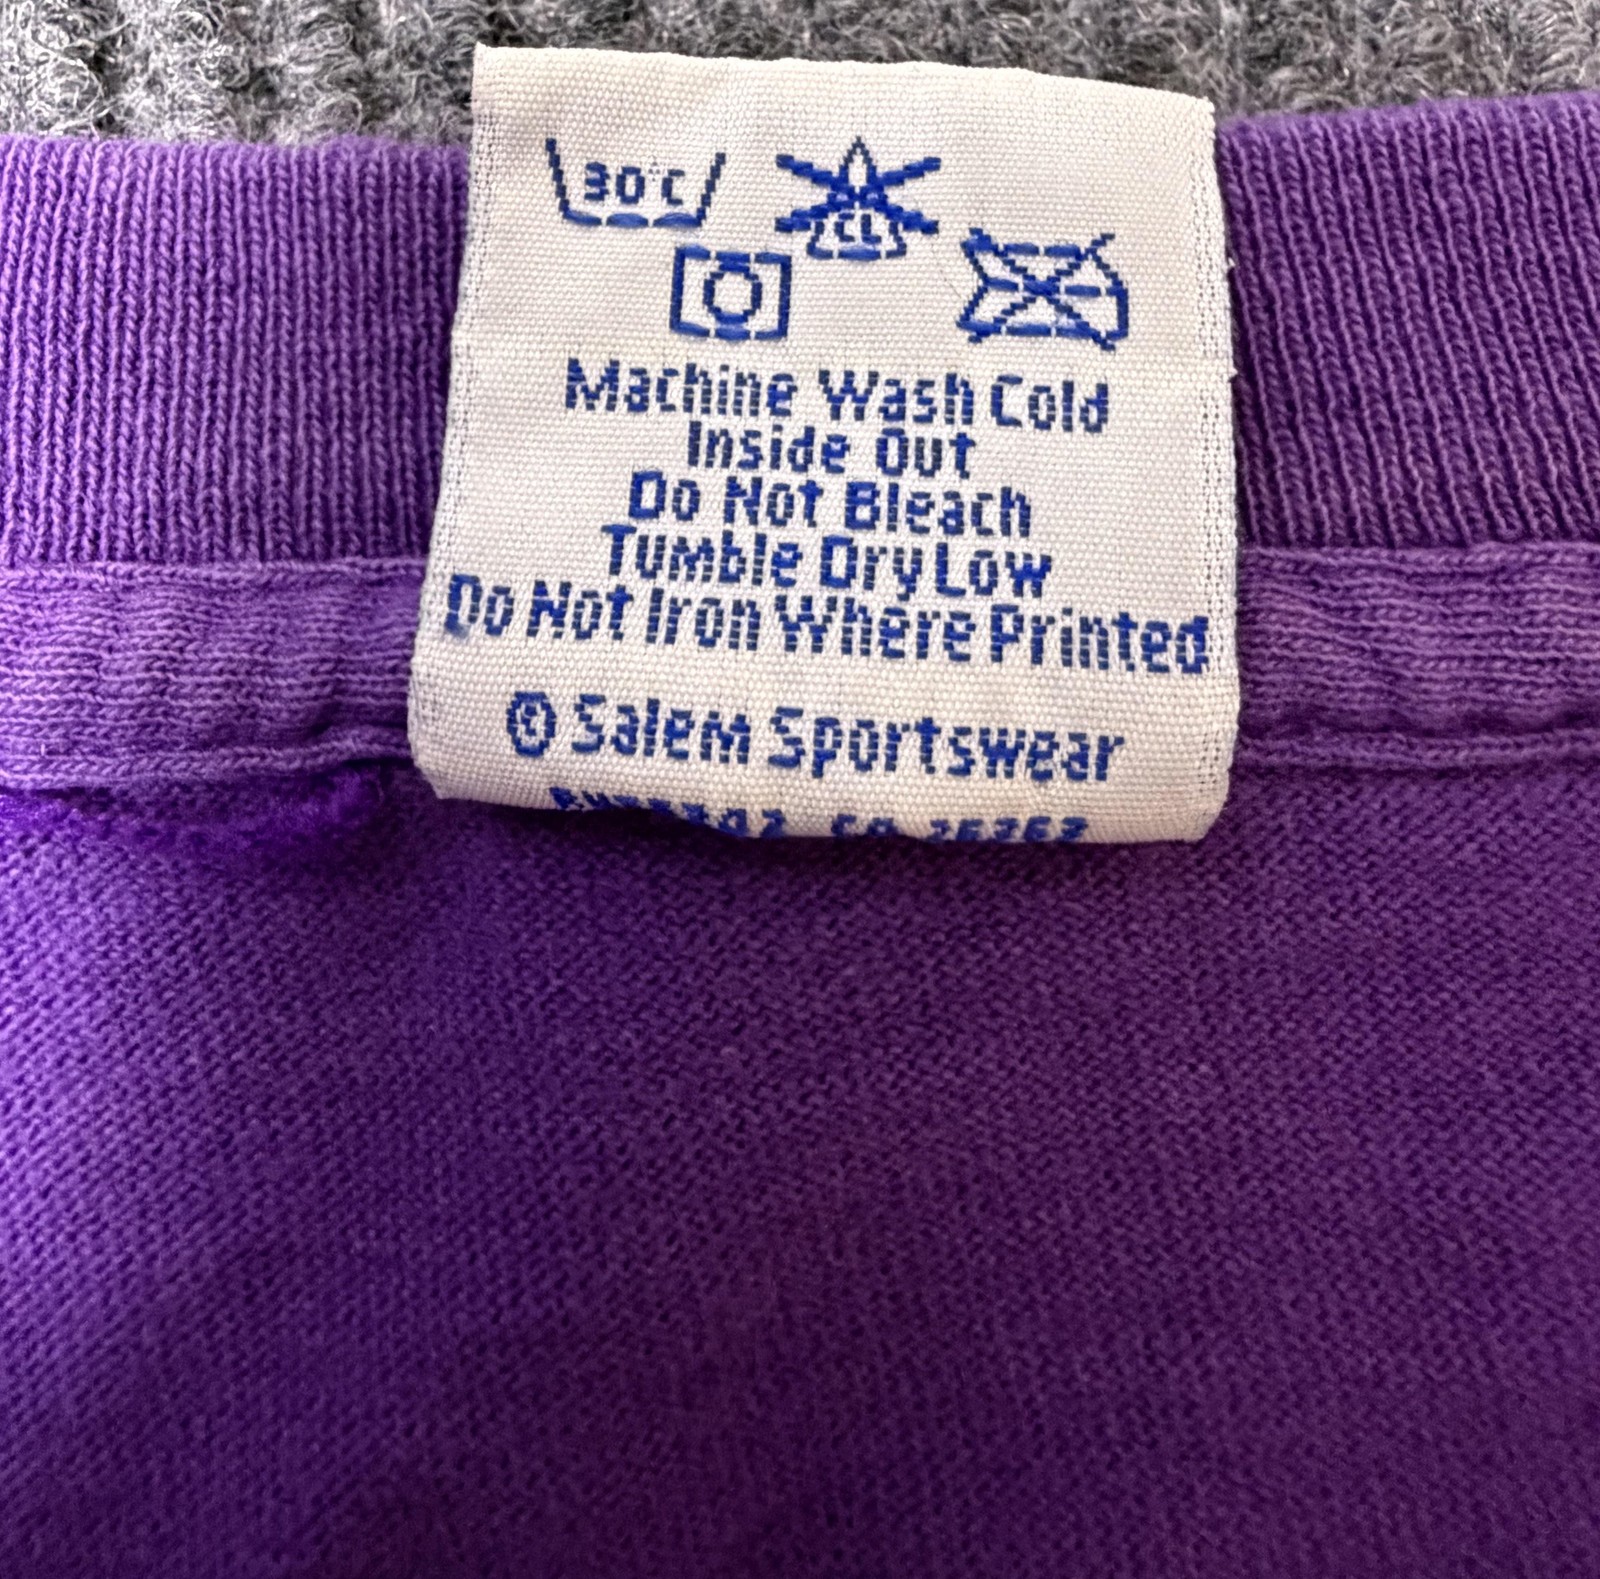 30°C
CL
Machine Wash Cold
Inside Out
Do Not Bleach
Tumble Dry Low
Do Not Iron Where Printed
© Salem Sportswear